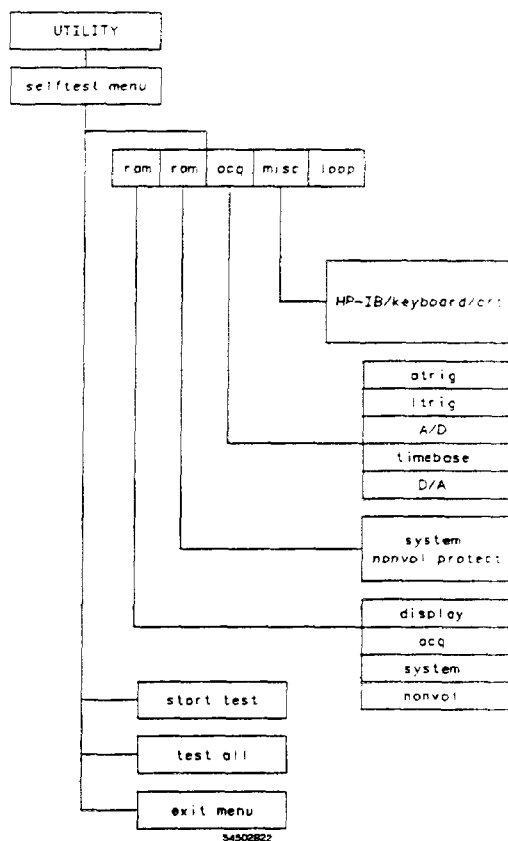 UTILITY
selftest menu
ram rom acq misc loop
HP-IB/keyboard/crt
atrig
ltrig
A/D
timebase
D/A
system
nonvol protect
display
acq
system
nonvol
start test
test all
exit menu
54502B22